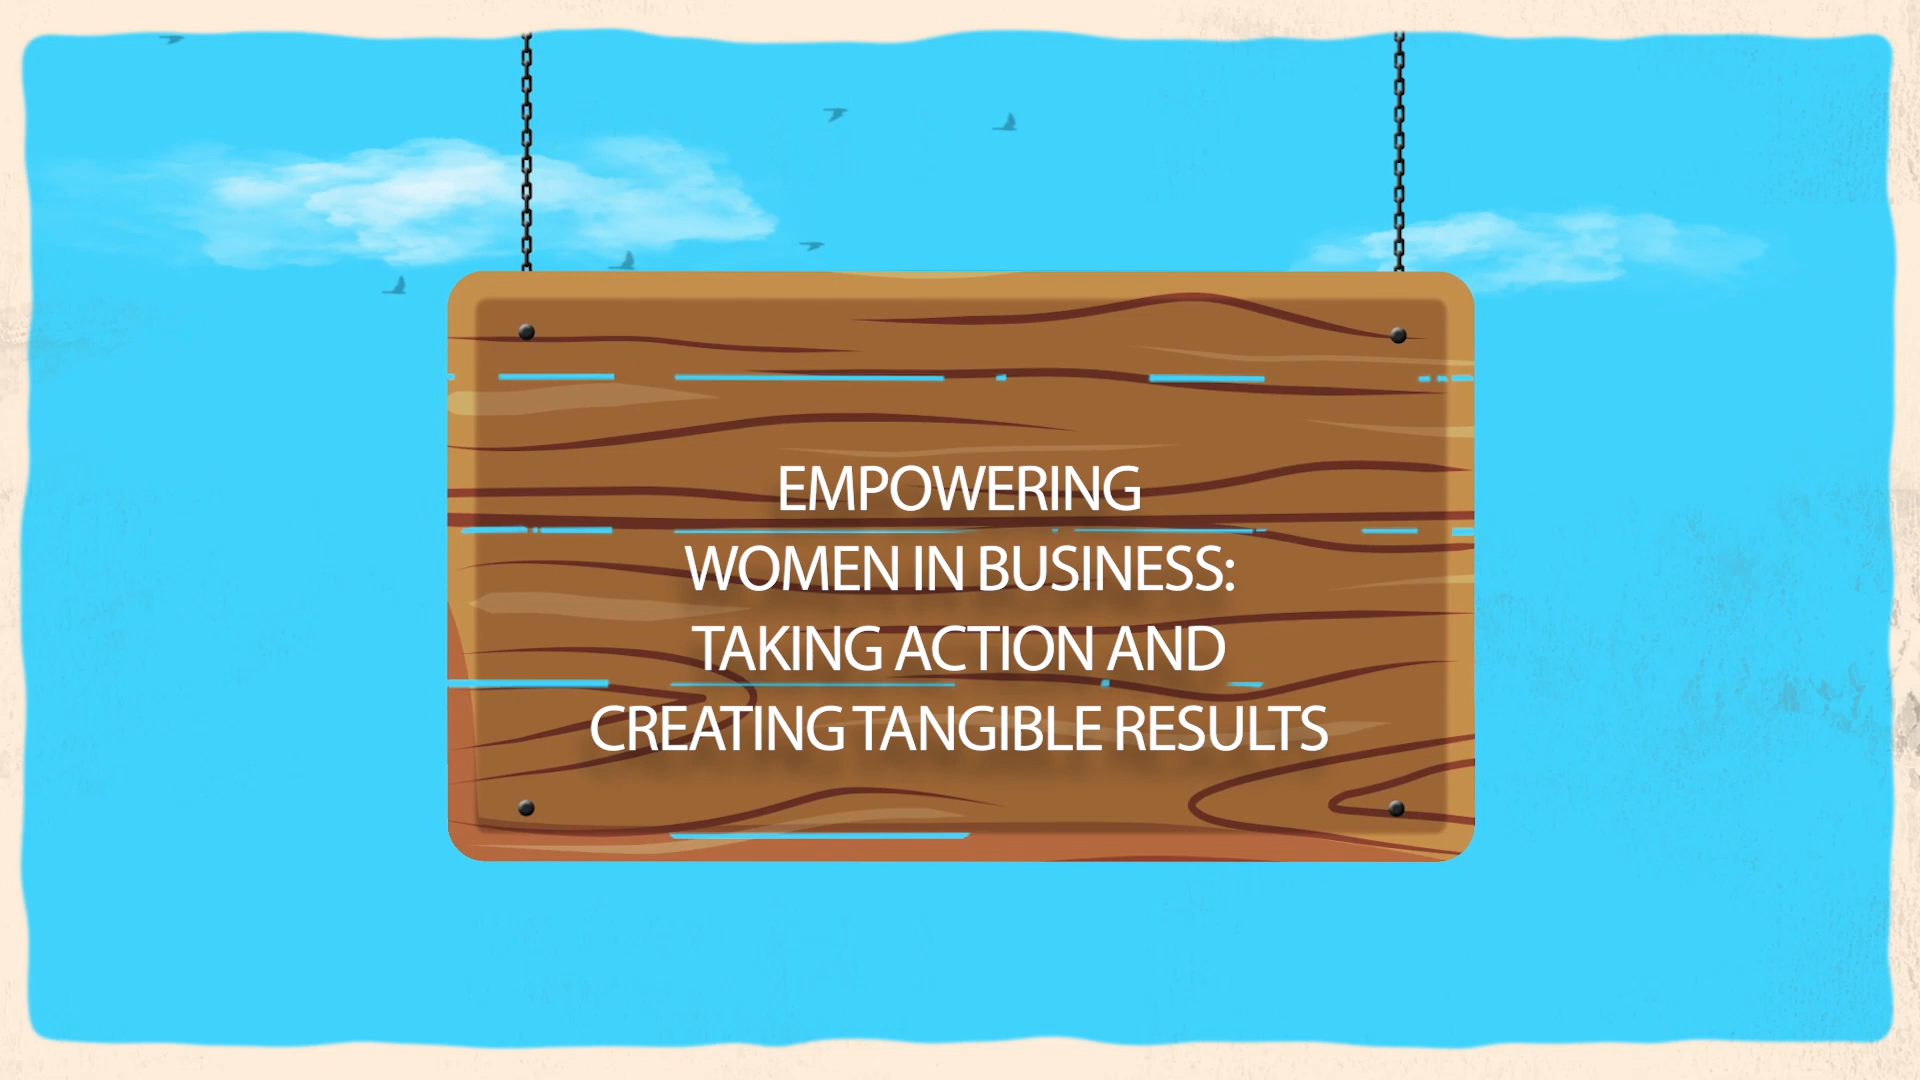 EMPOWERING
WOMEN IN BUSINESS:
TAKING ACTION AND
CREATING TANGIBLE RESULTS